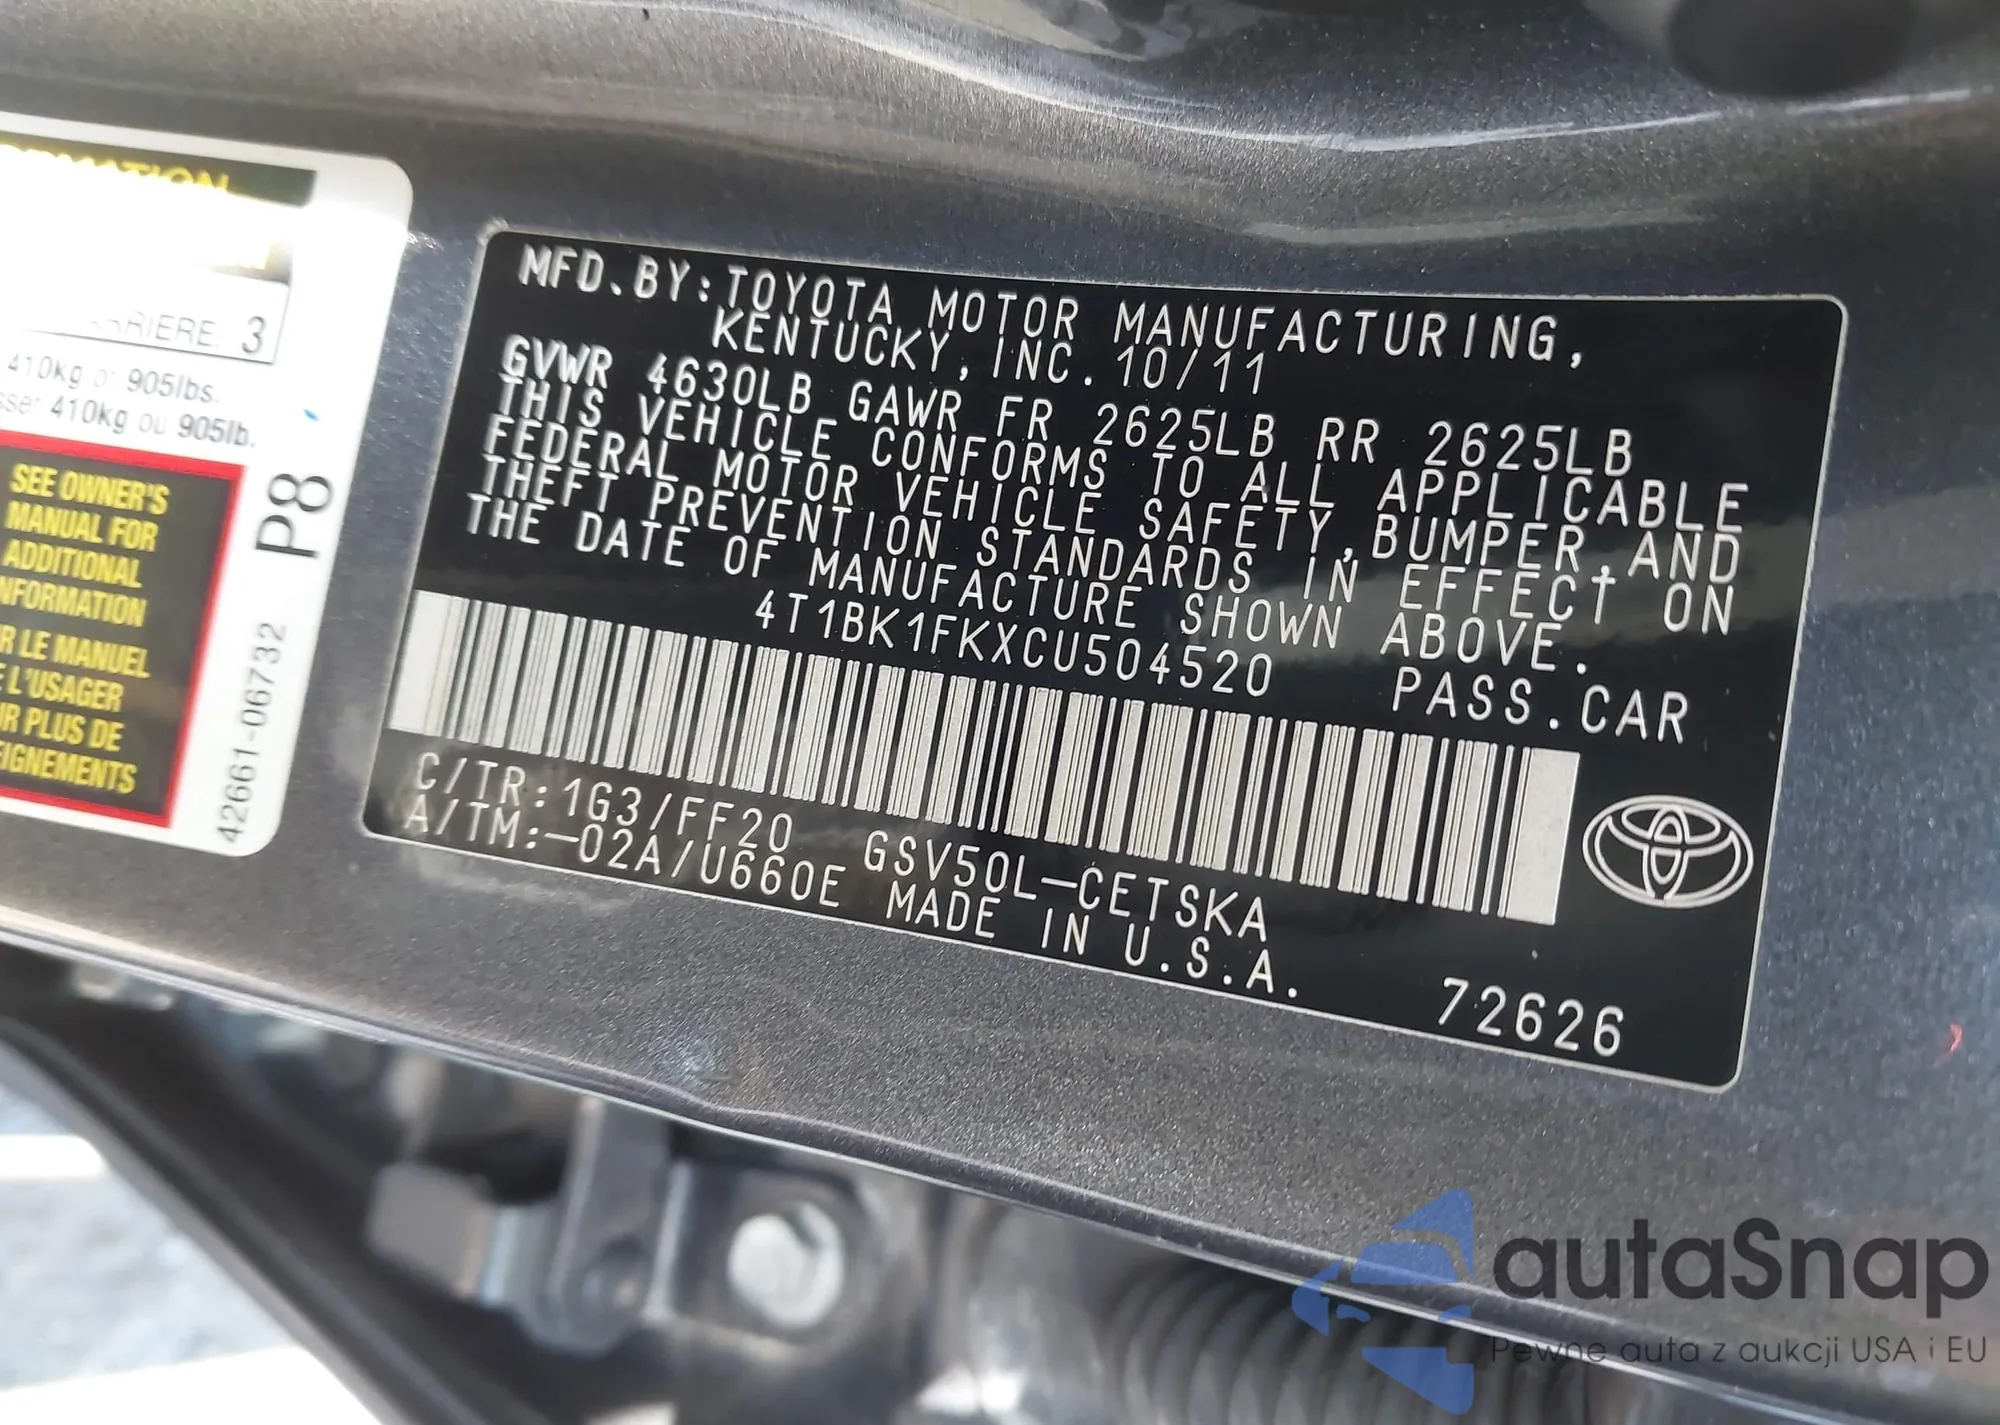 MFD.BY:TOYOTA MOTOR MANUFACTURING,
KENTUCKY,INC. 10/11
GVWR 4630LB GAWR FR 2625LB RR 2625LB
THIS VEHICLE CONFORMS TO ALL APPLICABLE
FEDERAL MOTOR VEHICLE SAFETY,BUMPER,AND
THEFT PREVENTION STANDARDS IN EFFECT ON
THE DATE OF MANUFACTURE SHOWN ABOVE.
4T1BK1FKXCU504520 PASS.CAR
C/TR:1G3/FF20 GSV50L-CETSKA
A/TM:-02A/U660E MADE IN U.S.A.
72626
3
410kg or 905lbs.
410kg ou 905lb.
SEE OWNER'S
MANUAL FOR
ADDITIONAL
LE MANUEL
L'USAGER
PLUS DE
P8
42661-06732
autaSnap
Pewne auta z aukcji USA i EU